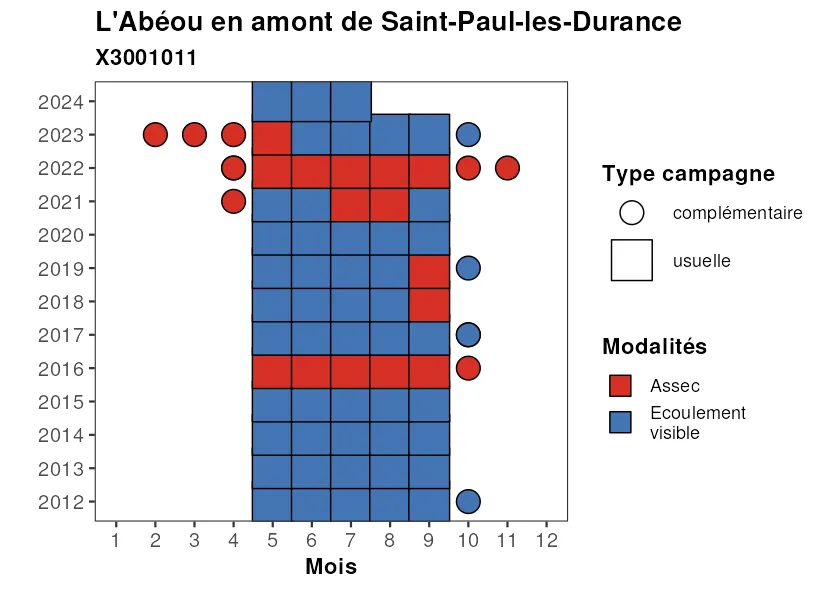 L'Abéou en amont de Saint-Paul-les-Durance
X3001011
2024
2023
2022
2021
2020
2019
2018
2017
2016
2015
2014
2013
2012
1 2 3 4 5 6 7 8 9 10 11 12
Mois
Type campagne
complémentaire
usuelle
Modalités
Assec
Ecoulement
visible